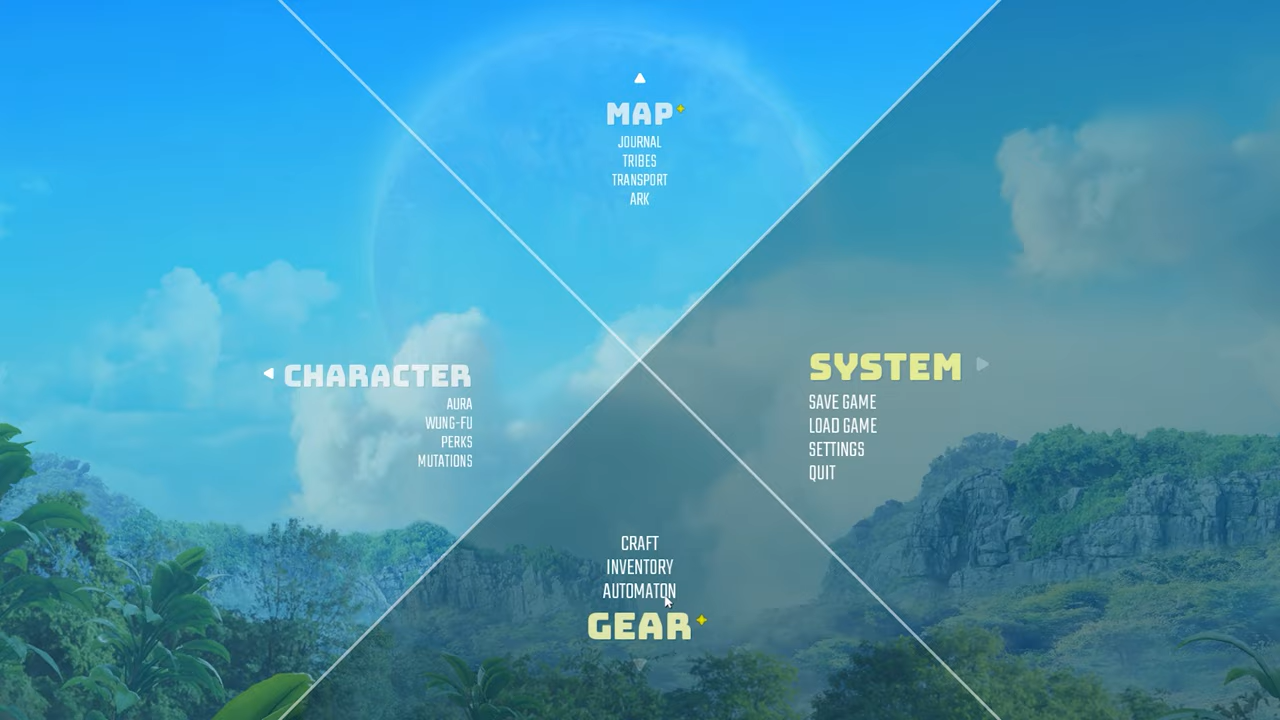 MAP
JOURNAL
TRIBES
TRANSPORT
ARK
CHARACTER
AURA
WUNG-FU
PERKS
MUTATIONS
SYSTEM
SAVE GAME
LOAD GAME
SETTINGS
QUIT
CRAFT
INVENTORY
AUTOMATON
GEAR